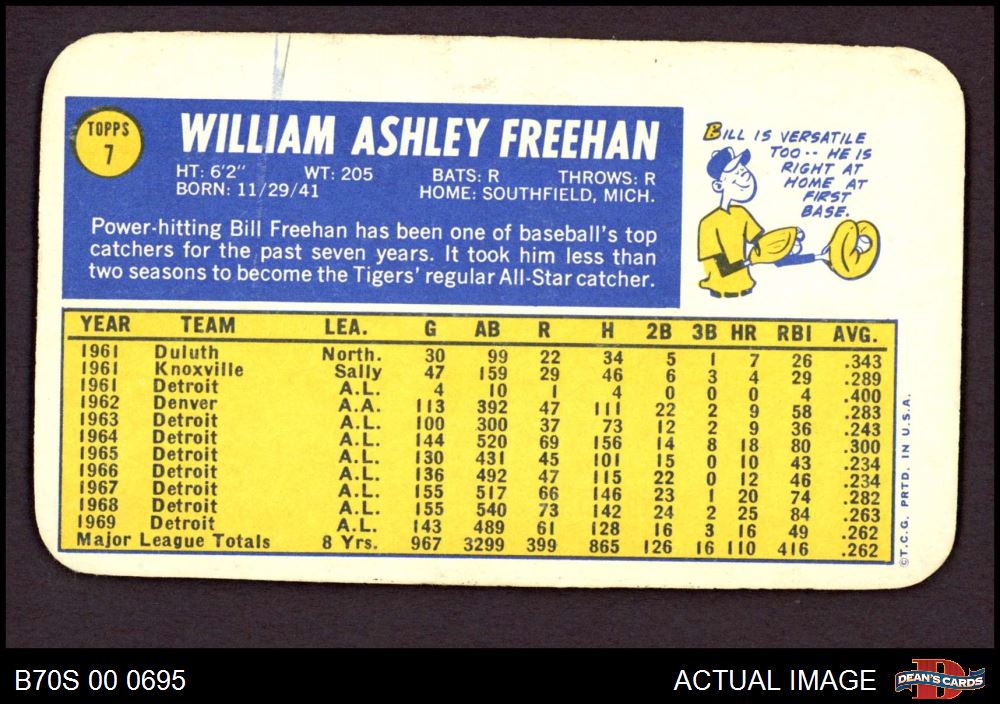 TOPPS
7
WILLIAM ASHLEY FREEHAN
HT: 6'2" WT: 205 BATS: R THROWS: R
BORN: 11/29/41 HOME: SOUTHFIELD, MICH.
Power-hitting Bill Freehan has been one of baseball's top
catchers for the past seven years. It took him less than
two seasons to become the Tigers' regular All-Star catcher.
BILL IS VERSATILE
TOO-- HE IS
RIGHT AT
HOME AT
FIRST
BASE.
YEAR TEAM LEA. G AB R H 2B 3B HR RBI AVG.
1961 Duluth North. 30 99 22 34 5 1 7 26 .343
1961 Knoxville Sally 47 159 29 46 6 3 4 29 .289
1961 Detroit A.L. 4 10 1 4 0 0 0 4 .400
1962 Denver A.A. 113 392 47 111 22 2 9 58 .283
1963 Detroit A.L. 100 300 37 73 12 2 9 36 .243
1964 Detroit A.L. 144 520 69 156 14 8 18 80 .300
1965 Detroit A.L. 130 431 45 101 15 0 10 43 .234
1966 Detroit A.L. 136 492 47 115 22 0 12 46 .234
1967 Detroit A.L. 155 517 66 146 23 1 20 74 .282
1968 Detroit A.L. 155 540 73 142 24 2 25 84 .263
1969 Detroit A.L. 143 489 61 128 16 3 16 49 .262
Major League Totals 8 Yrs. 967 3299 399 865 126 16 110 416 .262
©T.C.G. PRTD. IN U.S.A.
B70S 00 0695
ACTUAL IMAGE
D
DEAN'S CARDS